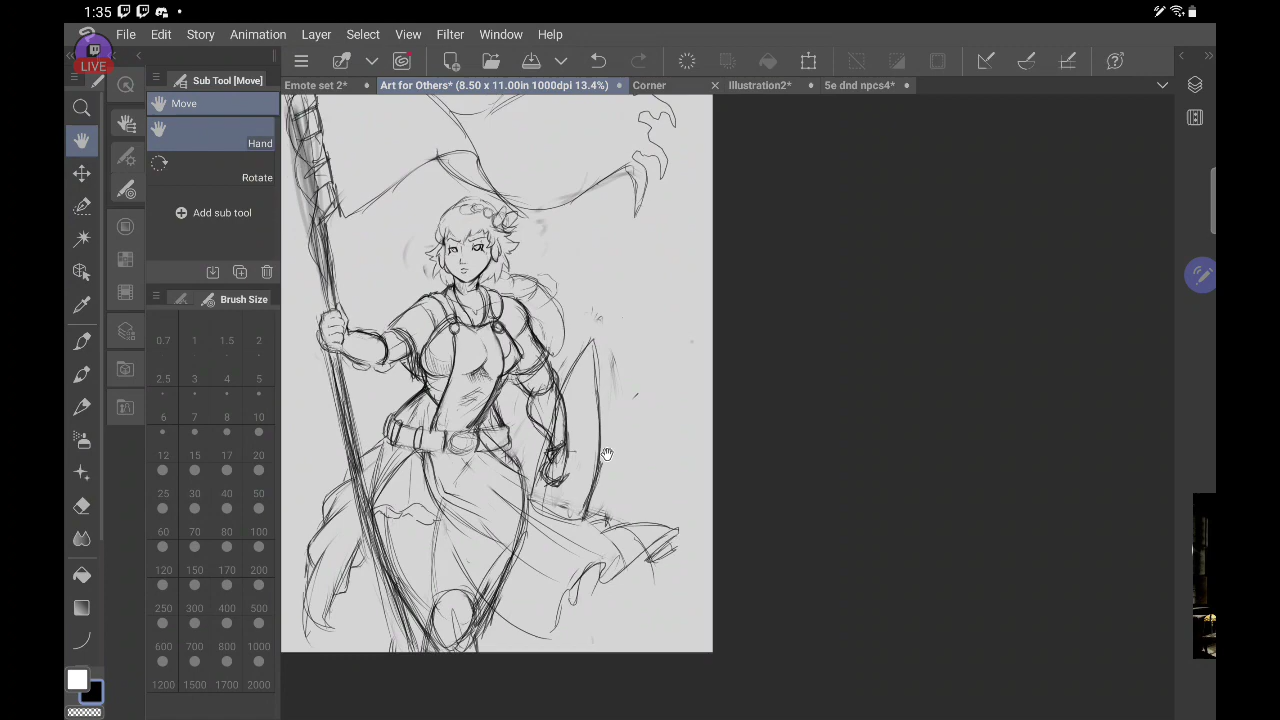 1:35
File Edit Story Animation Layer Select View Filter Window Help
LIVE
Sub Tool [Move]
Emote set 2* Art for Others* (8.50 x 11.00in 1000dpi 13.4%) Corner Illustration2* 5e dnd npcs4*
Move
Hand
Rotate
Add sub tool
Brush Size
0.7 1 1.5 2
2.5 3 4 5
6 7 8 10
12 15 17 20
25 30 40 50
60 70 80 100
120 150 170 200
250 300 400 500
600 700 800 1000
1200 1500 1700 2000